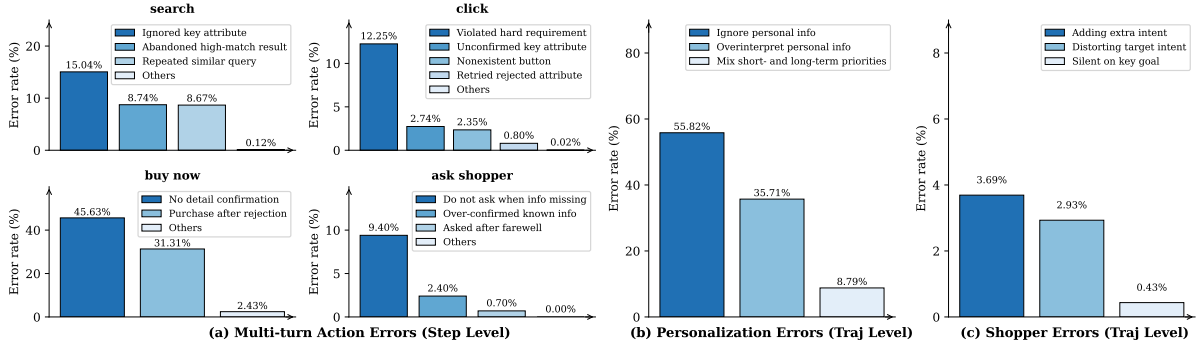 search
Error rate (%)
20
10
0
Ignored key attribute
Abandoned high-match result
Repeated similar query
Others
15.04%
8.74%
8.67%
0.12%
click
Error rate (%)
10
5
0
Violated hard requirement
Unconfirmed key attribute
Nonexistent button
Retried rejected attribute
Others
12.25%
2.74%
2.35%
0.80%
0.02%
buy now
Error rate (%)
40
20
0
No detail confirmation
Purchase after rejection
Others
45.63%
31.31%
2.43%
ask shopper
Error rate (%)
10
5
0
Do not ask when info missing
Over-confirmed known info
Asked after farewell
Others
9.40%
2.40%
0.70%
0.00%
(a) Multi-turn Action Errors (Step Level)
Error rate (%)
80
60
40
20
0
Ignore personal info
Overinterpret personal info
Mix short- and long-term priorities
55.82%
35.71%
8.79%
(b) Personalization Errors (Traj Level)
Error rate (%)
8
6
4
2
0
Adding extra intent
Distorting target intent
Silent on key goal
3.69%
2.93%
0.43%
(c) Shopper Errors (Traj Level)